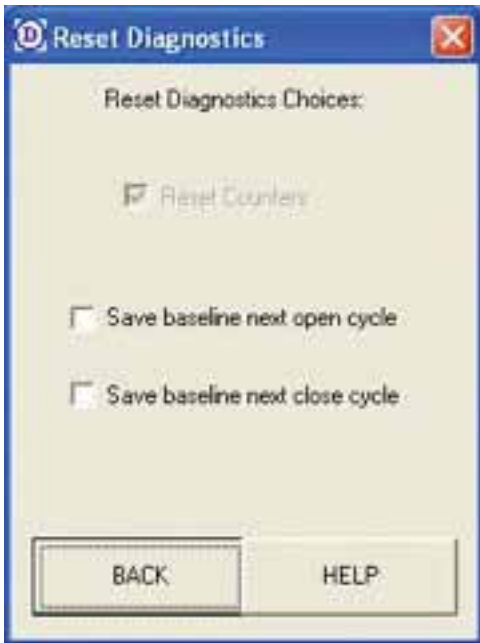 D Reset Diagnostics
Reset Diagnostics Choices:
Reset Counters
Save baseline next open cycle
Save baseline next close cycle
BACK
HELP